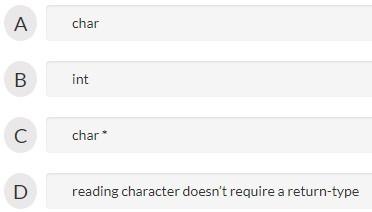 A char
B int
C char *
D reading character doesn't require a return-type